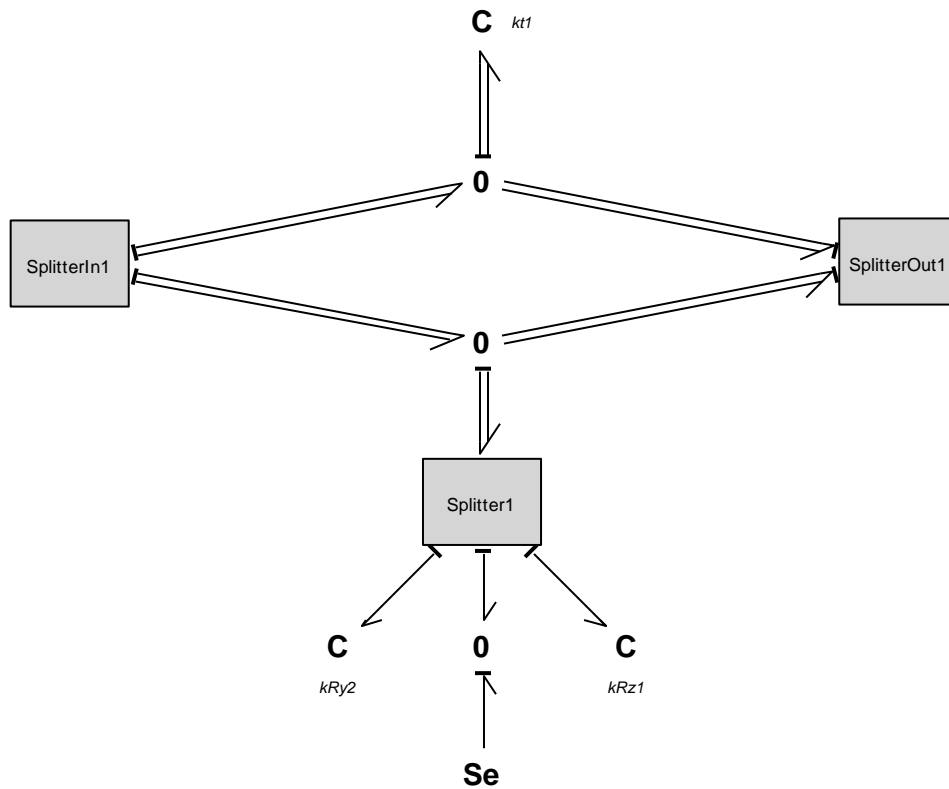 C kt1
0
SplitterIn1
SplitterOut1
0
Splitter1
C 0 C
kRy2 kRz1
Se